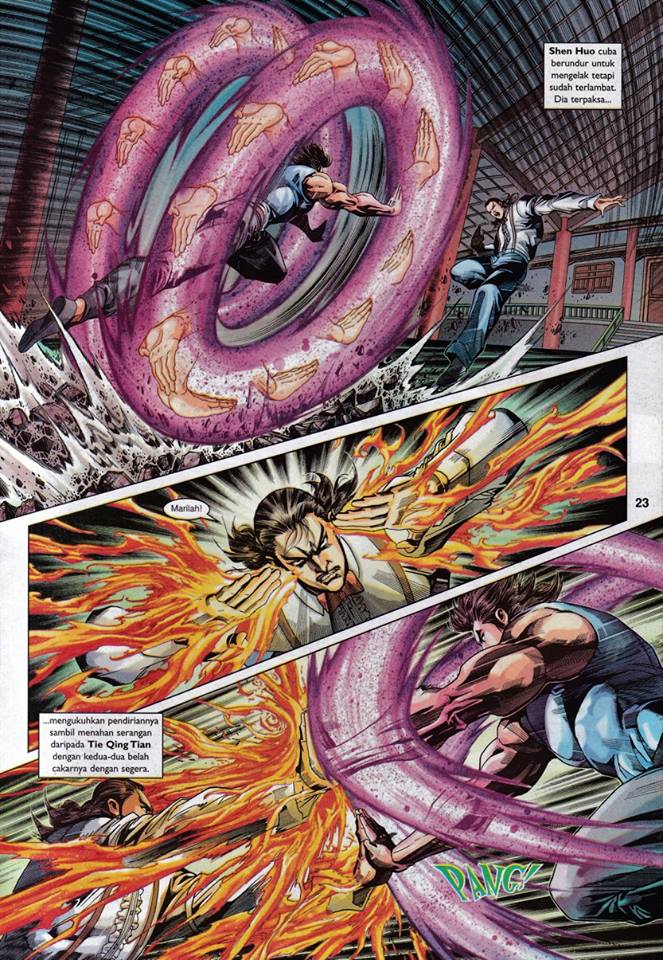 Shen Huo cuba
berundur untuk
mengelak tetapi
sudah terlambat.
Dia terpaksa...
Marilah!
23
...mengukuhkan pendiriannya
sambil menahan serangan
daripada Tie Qing Tian
dengan kedua-dua belah
cakarnya dengan segera.
PANG!